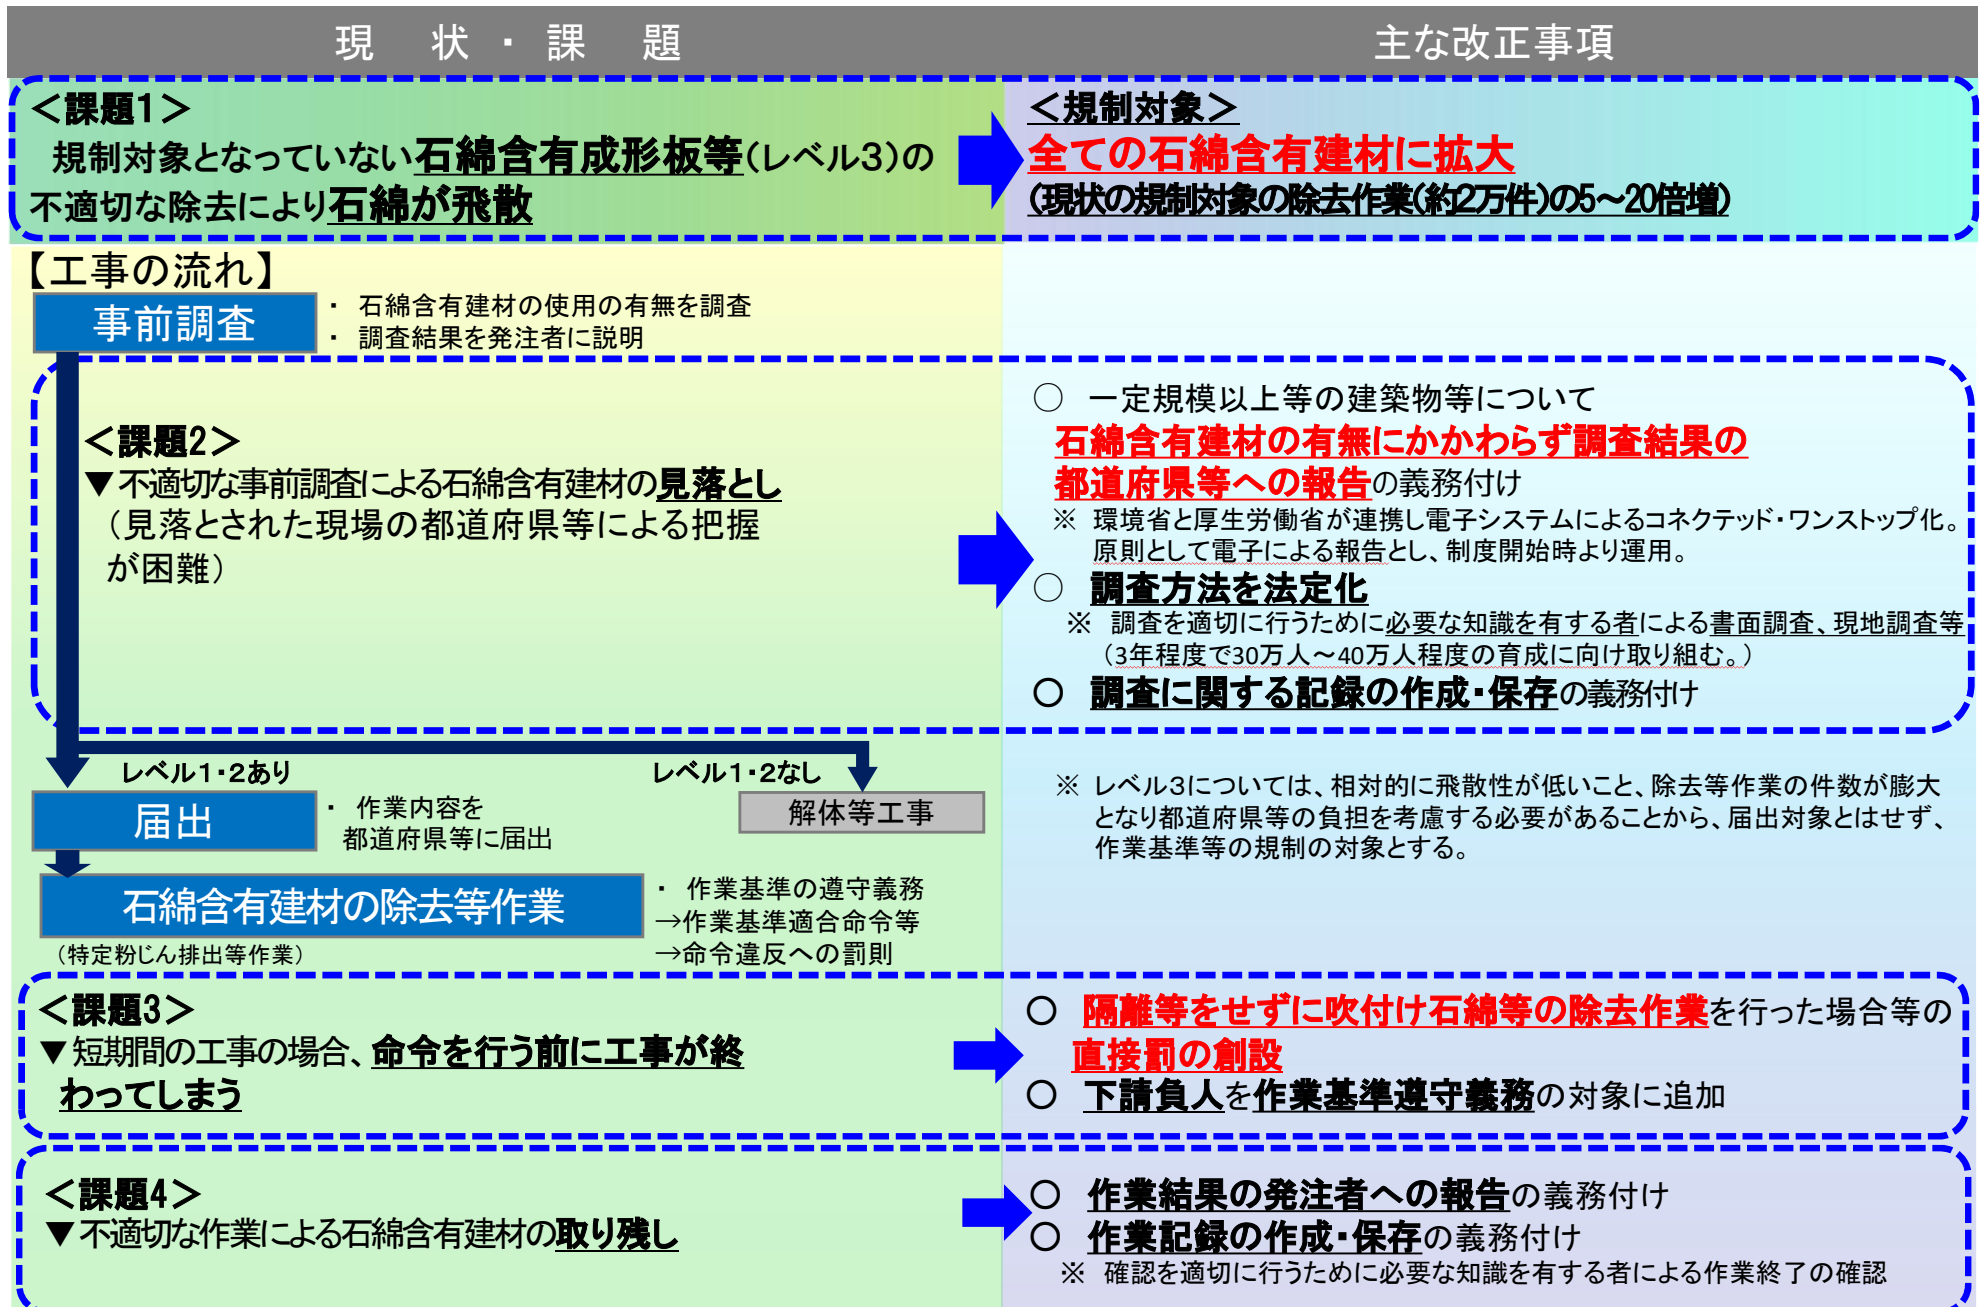 現　状・課　題
主な改正事項
＜課題1＞
規制対象となっていない石綿含有成形板等(レベル3)の
不適切な除去により石綿が飛散
＜規制対象＞
全ての石綿含有建材に拡大
(現状の規制対象の除去作業(約2万件)の5～20倍増)
【工事の流れ】
事前調査
・ 石綿含有建材の使用の有無を調査
・ 調査結果を発注者に説明
＜課題2＞
▼不適切な事前調査による石綿含有建材の見落とし
（見落とされた現場の都道府県等による把握
が困難）
○ 一定規模以上等の建築物等について
石綿含有建材の有無にかかわらず調査結果の
都道府県等への報告の義務付け
※ 環境省と厚生労働省が連携し電子システムによるコネクテッド・ワンストップ化。
原則として電子による報告とし、制度開始時より運用。
○ 調査方法を法定化
※ 調査を適切に行うために必要な知識を有する者による書面調査、現地調査等
（3年程度で30万人～40万人程度の育成に向け取り組む。）
○ 調査に関する記録の作成・保存の義務付け
レベル1・2あり
レベル1・2なし
届出
・ 作業内容を
都道府県等に届出
解体等工事
※ レベル3については、相対的に飛散性が低いこと、除去等作業の件数が膨大
となり都道府県等の負担を考慮する必要があることから、届出対象とはせず、
作業基準等の規制の対象とする。
石綿含有建材の除去等作業
（特定粉じん排出等作業）
・ 作業基準の遵守義務
→作業基準適合命令等
→命令違反への罰則
＜課題3＞
▼短期間の工事の場合、命令を行う前に工事が終
わってしまう
○ 隔離等をせずに吹付け石綿等の除去作業を行った場合等の
直接罰の創設
○ 下請負人を作業基準遵守義務の対象に追加
＜課題4＞
▼不適切な作業による石綿含有建材の取り残し
○ 作業結果の発注者への報告の義務付け
○ 作業記録の作成・保存の義務付け
※ 確認を適切に行うために必要な知識を有する者による作業終了の確認